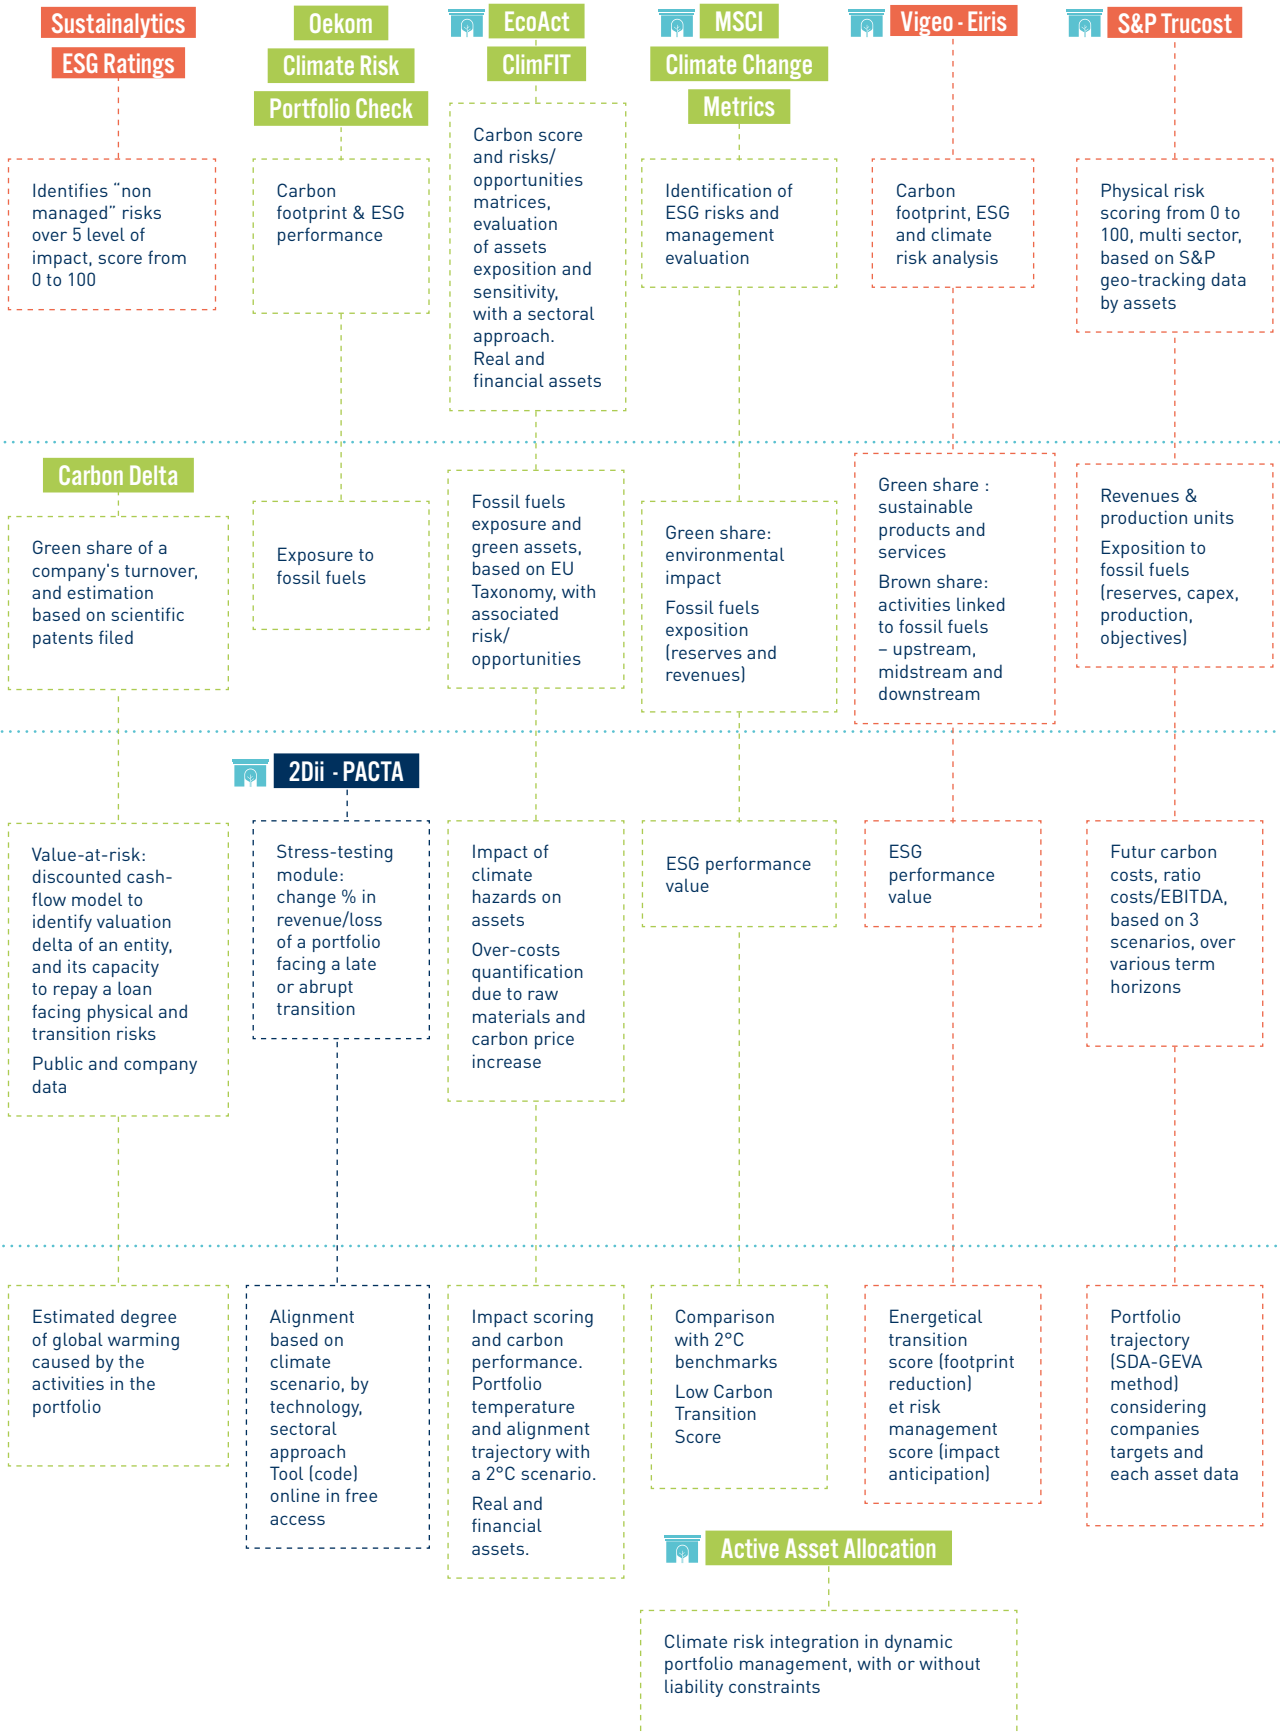 Sustainalytics
ESG Ratings
Identifies “non
managed” risks
over 5 level of
impact, score from
0 to 100
Oekom
Climate Risk
Portfolio Check
Carbon
footprint & ESG
performance
EcoAct
ClimFIT
Carbon score
and risks/
opportunities
matrices,
evaluation
of assets
exposition and
sensitivity,
with a sectoral
approach.
Real and
financial assets
MSCI
Climate Change
Metrics
Identification of
ESG risks and
management
evaluation
Vigeo - Eiris
Carbon
footprint, ESG
and climate
risk analysis
S&P Trucost
Physical risk
scoring from 0 to
100, multi sector,
based on S&P
geo-tracking data
by assets
Carbon Delta
Green share of a
company's turnover,
and estimation
based on scientific
patents filed
Exposure to
fossil fuels
Fossil fuels
exposure and
green assets,
based on EU
Taxonomy, with
associated
risk/
opportunities
Green share:
environmental
impact
Fossil fuels
exposition
(reserves and
revenues)
Green share :
sustainable
products and
services
Brown share:
activities linked
to fossil fuels
– upstream,
midstream and
downstream
Revenues &
production units
Exposition to
fossil fuels
(reserves, capex,
production,
objectives)
Value-at-risk:
discounted cash-
flow model to
identify valuation
delta of an entity,
and its capacity
to repay a loan
facing physical and
transition risks
Public and company
data
2Dii - PACTA
Stress-testing
module:
change % in
revenue/loss
of a portfolio
facing a late
or abrupt
transition
Impact of
climate
hazards on
assets
Over-costs
quantification
due to raw
materials and
carbon price
increase
ESG performance
value
ESG
performance
value
Futur carbon
costs, ratio
costs/EBITDA,
based on 3
scenarios, over
various term
horizons
Estimated degree
of global warming
caused by the
activities in the
portfolio
Alignment
based on
climate
scenario, by
technology,
sectoral
approach
Tool (code)
online in free
access
Impact scoring
and carbon
performance.
Portfolio
temperature
and alignment
trajectory with
a 2°C scenario.
Real and
financial
assets.
Comparison
with 2°C
benchmarks
Low Carbon
Transition
Score
Energetical
transition
score (footprint
reduction)
et risk
management
score (impact
anticipation)
Portfolio
trajectory
(SDA-GEVA
method)
considering
companies
targets and
each asset data
Active Asset Allocation
Climate risk integration in dynamic
portfolio management, with or without
liability constraints